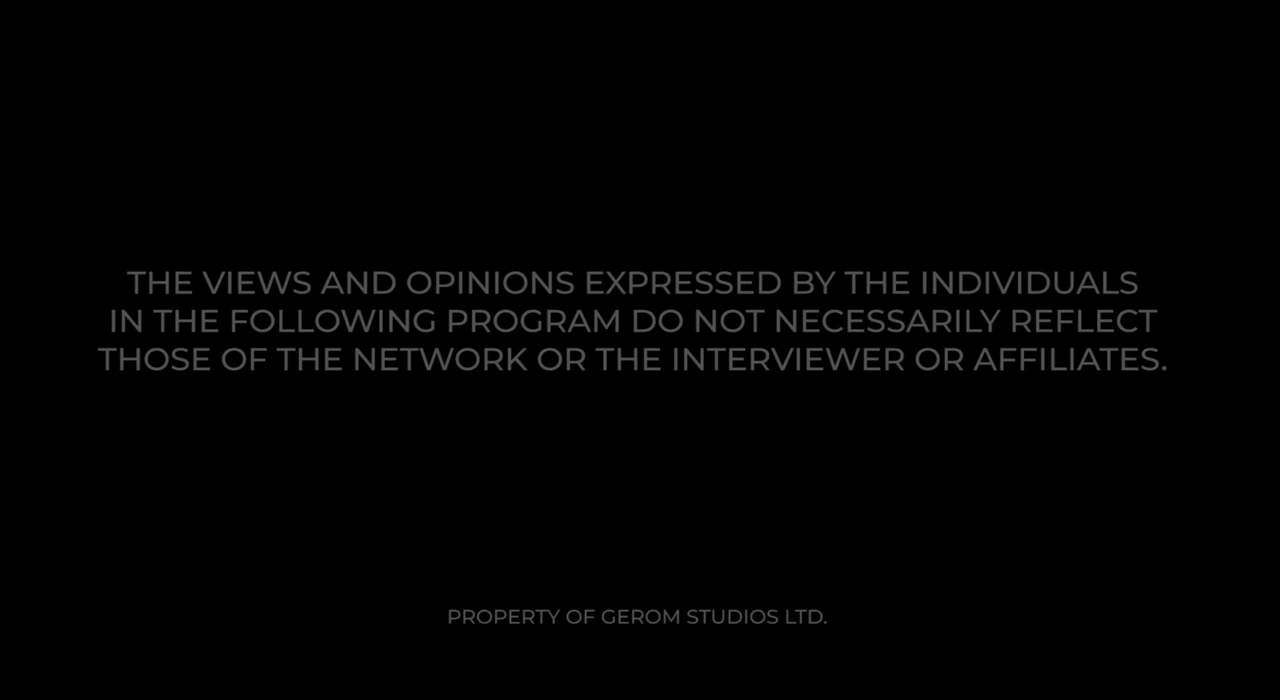 THE VIEWS AND OPINIONS EXPRESSED BY THE INDIVIDUALS
IN THE FOLLOWING PROGRAM DO NOT NECESSARILY REFLECT
THOSE OF THE NETWORK OR THE INTERVIEWER OR AFFILIATES.
PROPERTY OF GEROM STUDIOS LTD.